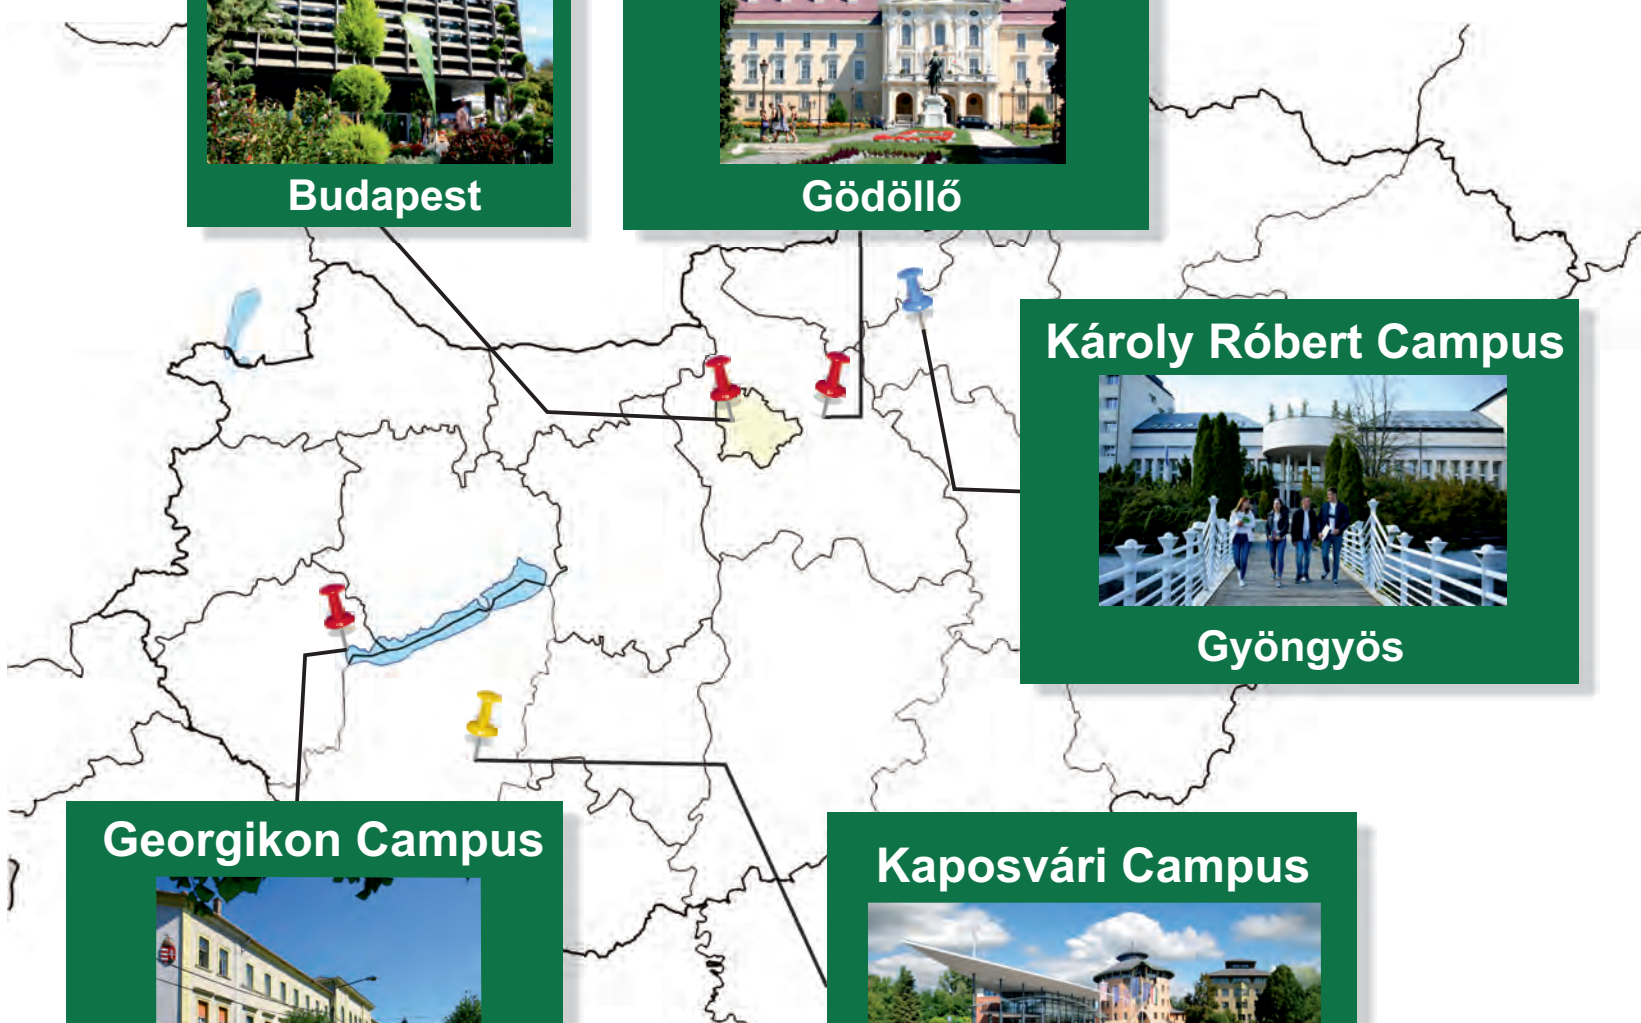 Budapest
Gödöllő
Károly Róbert Campus
Gyöngyös
Georgikon Campus
Kaposvári Campus